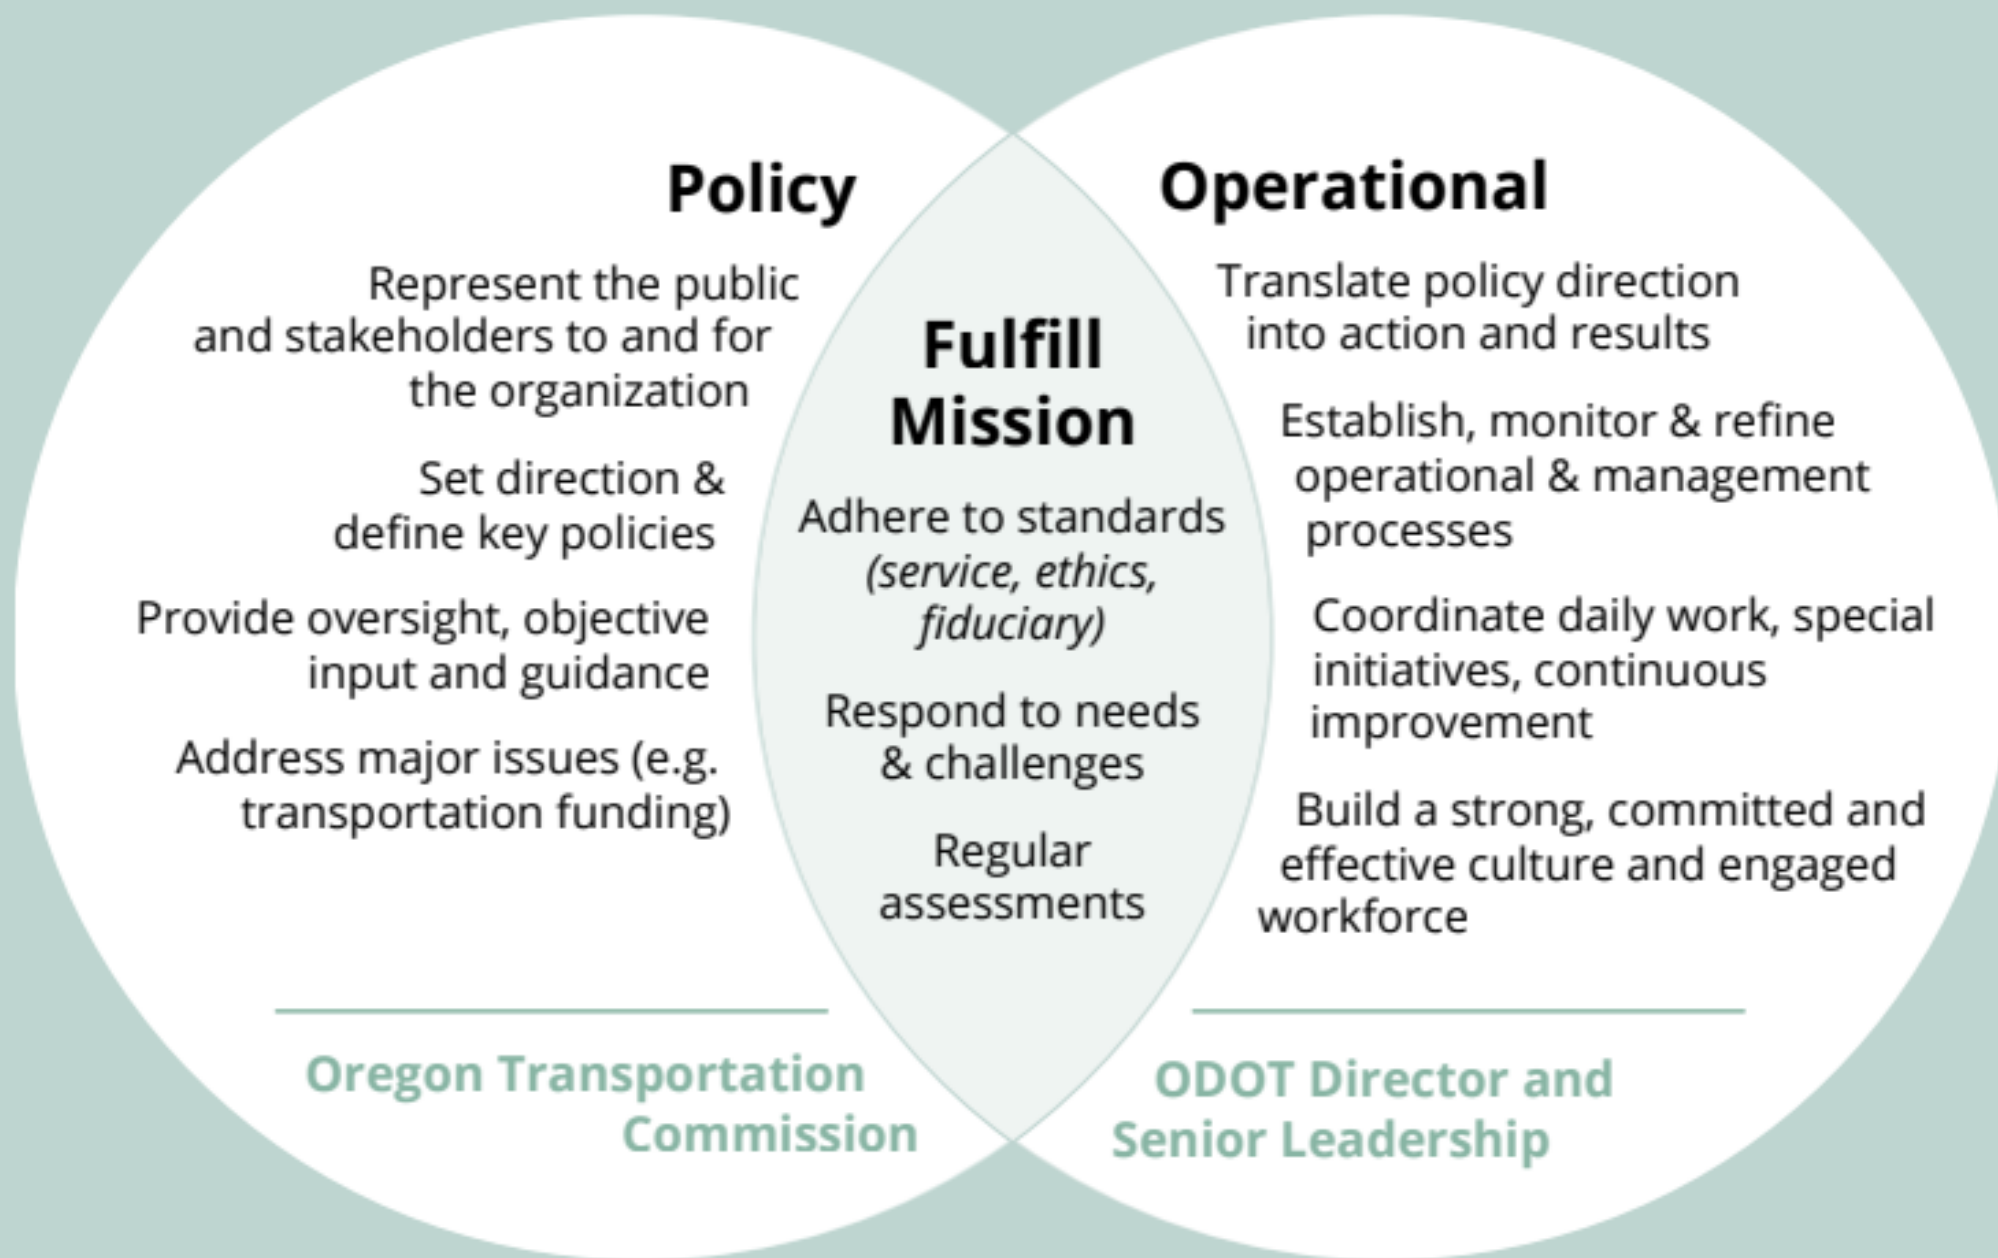 Policy
Represent the public
and stakeholders to and for
the organization
Set direction &
define key policies
Provide oversight, objective
input and guidance
Address major issues (e.g.
transportation funding)
Oregon Transportation
Commission
Fulfill
Mission
Adhere to standards
(service, ethics,
fiduciary)
Respond to needs
& challenges
Regular
assessments
Operational
Translate policy direction
into action and results
Establish, monitor & refine
operational & management
processes
Coordinate daily work, special
initiatives, continuous
improvement
Build a strong, committed and
effective culture and engaged
workforce
ODOT Director and
Senior Leadership